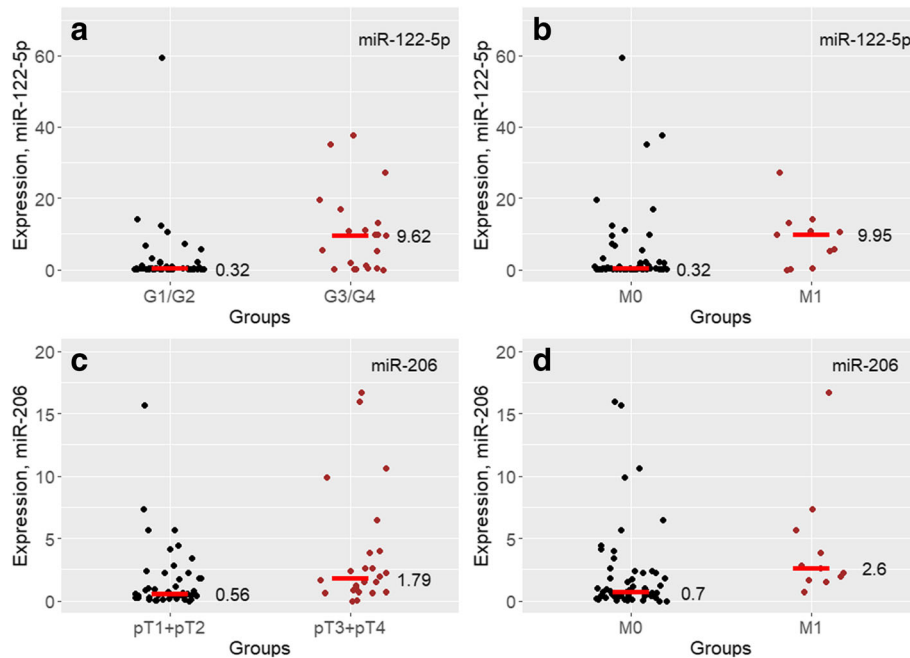 a
miR-122-5p
Expression, miR-122-5p
60
40
20
0
0.32
9.62
G1/G2
G3/G4
Groups
b
miR-122-5p
Expression, miR-122-5p
60
40
20
0
0.32
9.95
M0
M1
Groups
c
miR-206
Expression, miR-206
20
15
10
5
0
0.56
1.79
pT1+pT2
pT3+pT4
Groups
d
miR-206
Expression, miR-206
20
15
10
5
0
0.7
2.6
M0
M1
Groups